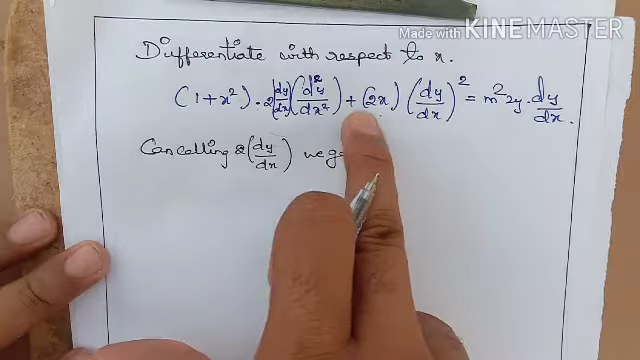 Made with KINEMASTER
Differentiate with respect to x.
(1+x²)·2(dy/dx)(d²y/dx²)+(2x)(dy/dx)²=m²2y·dy/dx.
Cancelling 2(dy/dx) we ge